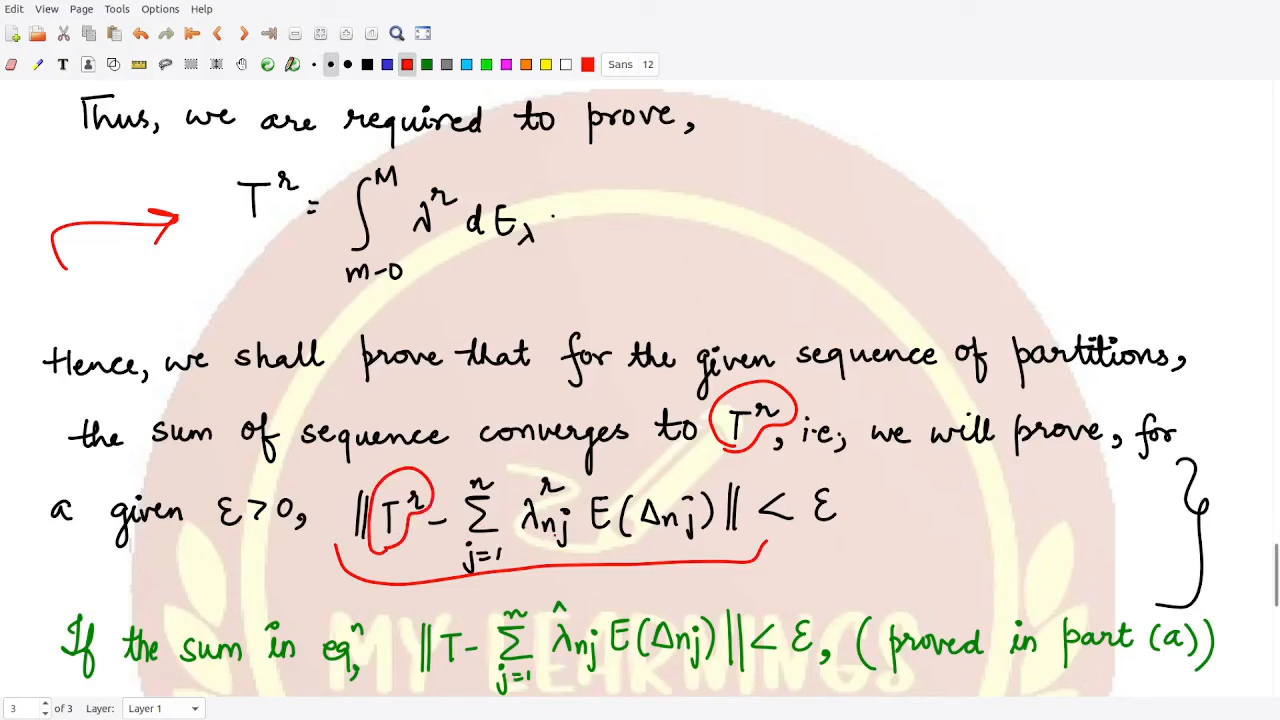 Edit View Page Tools Options Help
T Sans 12
Thus, we are required to prove,
T^r = ∫_{m-0}^{M} λ^r dE_λ .
Hence, we shall prove that for the given sequence of partitions,
the sum of sequence converges to T^r, i.e; we will prove, for
a given ε > 0, ||T^r - Σ_{j=1}^{n} λ_{nj}^r E(Δnj)|| < ε
If the sum in eqⁿ, ||T - Σ_{j=1}^{n} λ̂_{nj} E(Δnj)|| < ε, (proved in part (a))
MY LEARNINGS
3 of 3 Layer: Layer 1